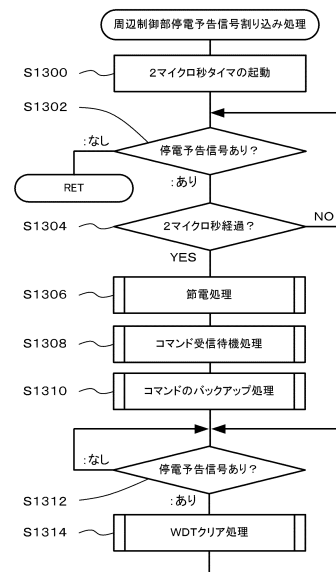 周辺制御部停電予告信号割り込み処理
S1300
2マイクロ秒タイマの起動
S1302
:なし
停電予告信号あり?
RET
:あり
S1304
2マイクロ秒経過?
NO
YES
S1306
節電処理
S1308
コマンド受信待機処理
S1310
コマンドのバックアップ処理
:なし
停電予告信号あり?
S1312
:あり
S1314
WDTクリア処理